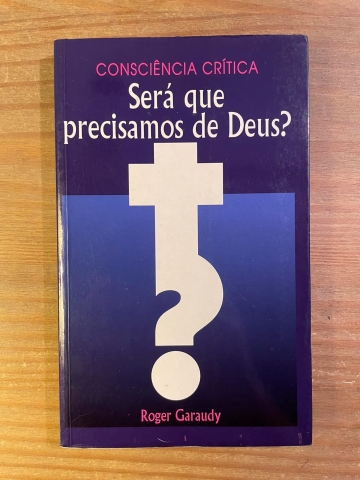 CONSCIÊNCIA CRÍTICA
Será que
precisamos de Deus?
Roger Garaudy